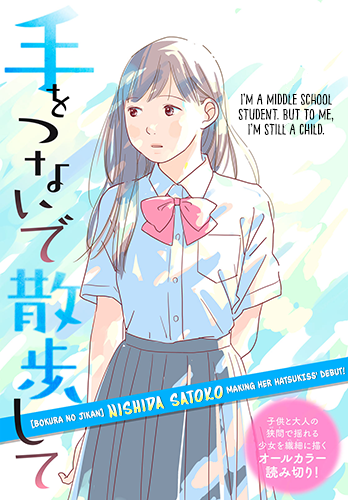 手をつないで
散歩して
I'M A MIDDLE SCHOOL
STUDENT. BUT TO ME,
I'M STILL A CHILD.
[BOKURA NO JIKAN] NISHIDA SATOKO MAKING HER HATSUKISS' DEBUT!
子供と大人の
狭間で揺れる
少女を繊細に描く
オールカラー
読み切り!